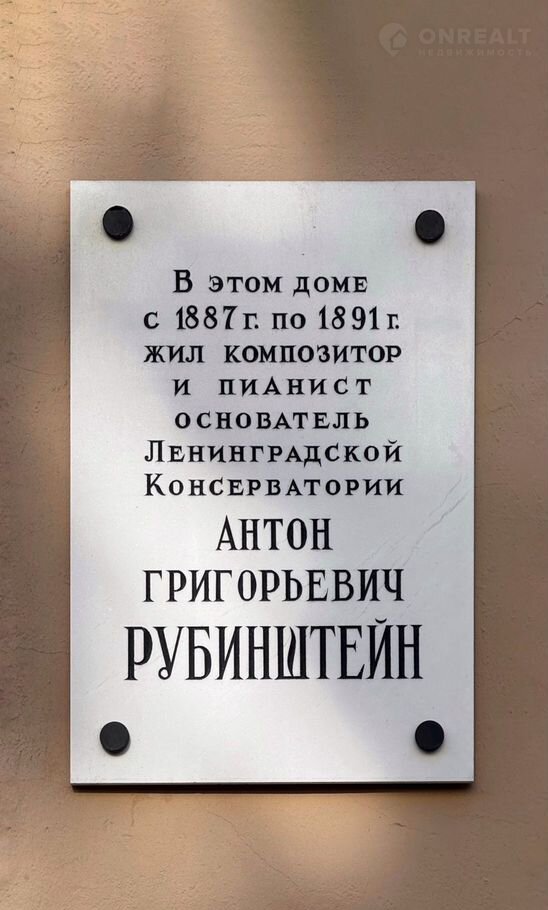 ONREALT
НЕДВИЖИМОСТЬ
В ЭТОМ ДОМЕ
С 1887 Г. ПО 1891 Г.
ЖИЛ КОМПОЗИТОР
И ПИАНИСТ
ОСНОВАТЕЛЬ
ЛЕНИНГРАДСКОЙ
КОНСЕРВАТОРИИ
АНТОН
ГРИГОРЬЕВИЧ
РУБИНШТЕЙН